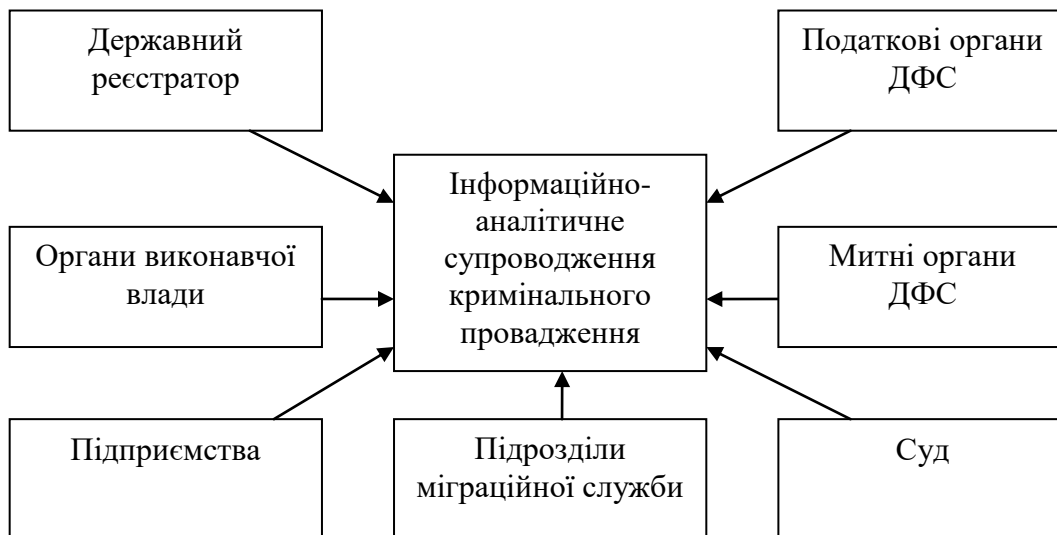 Державний
реєстратор
Податкові органи
ДФС
Інформаційно-
аналітичне
супроводження
кримінального
провадження
Органи виконавчої
влади
Митні органи
ДФС
Підприємства
Підрозділи
міграційної служби
Суд